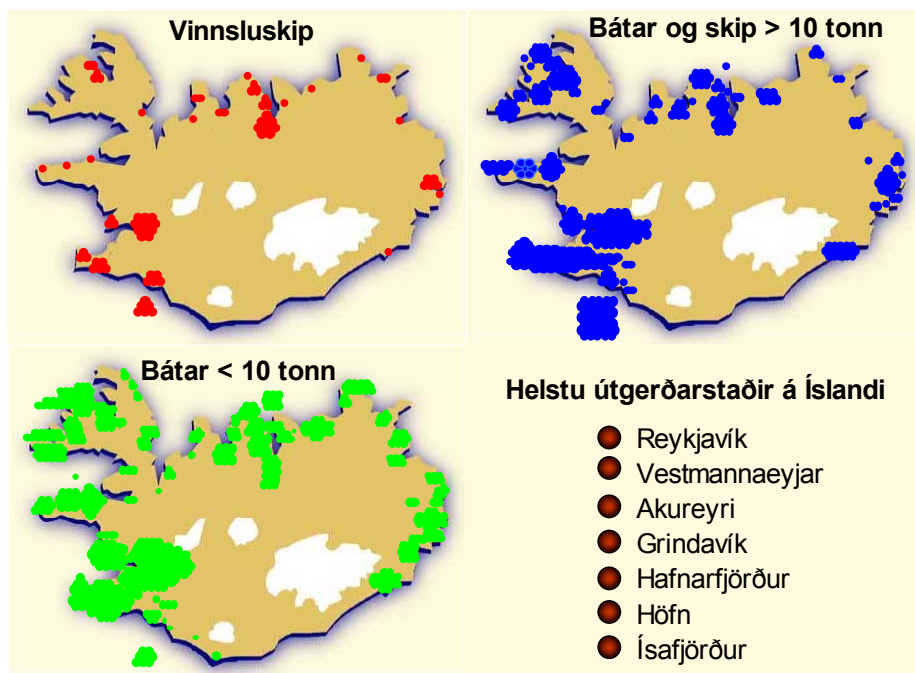 Vinnsluskip
Bátar og skip > 10 tonn
Bátar < 10 tonn
Helstu útgerðarstaðir á Íslandi
Reykjavík
Vestmannaeyjar
Akureyri
Grindavík
Hafnarfjörður
Höfn
Ísafjörður